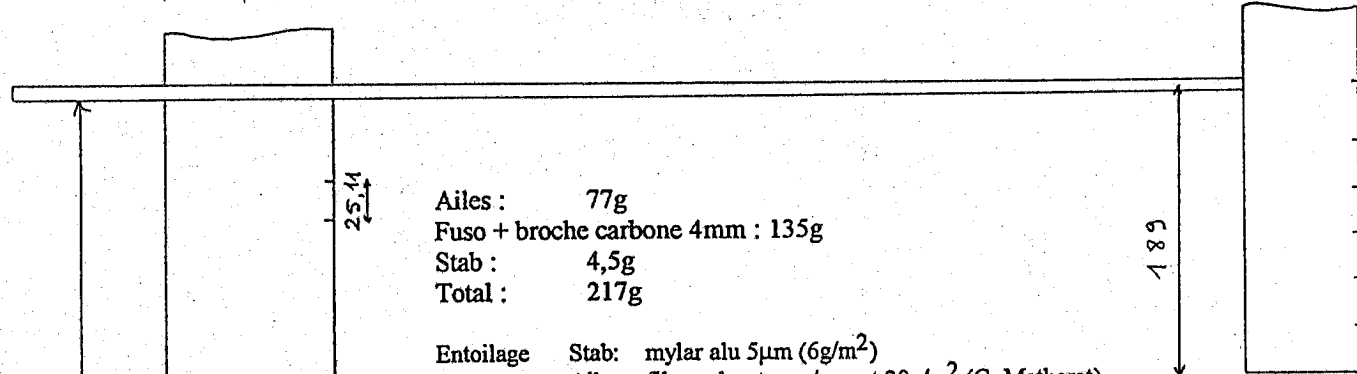 25,11
Ailes : 77g
Fuso + broche carbone 4mm : 135g
Stab : 4,5g
Total : 217g
189
Entoilage Stab: mylar alu 5µm (6g/m²)